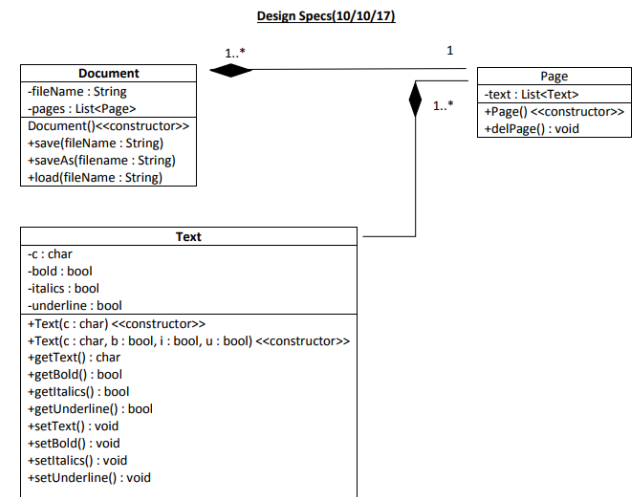 Design Specs(10/10/17)
1..*
1
Document
-fileName : String
-pages : List<Page>
Document()<<constructor>>
+save(fileName : String)
+saveAs(filename : String)
+load(fileName : String)
Page
-text : List<Text>
+Page() <<constructor>>
+delPage() : void
1..*
Text
-c : char
-bold : bool
-italics : bool
-underline : bool
+Text(c : char) <<constructor>>
+Text(c : char, b : bool, i : bool, u : bool) <<constructor>>
+getText() : char
+getBold() : bool
+getItalics() : bool
+getUnderline() : bool
+setText() : void
+setBold() : void
+setItalics() : void
+setUnderline() : void